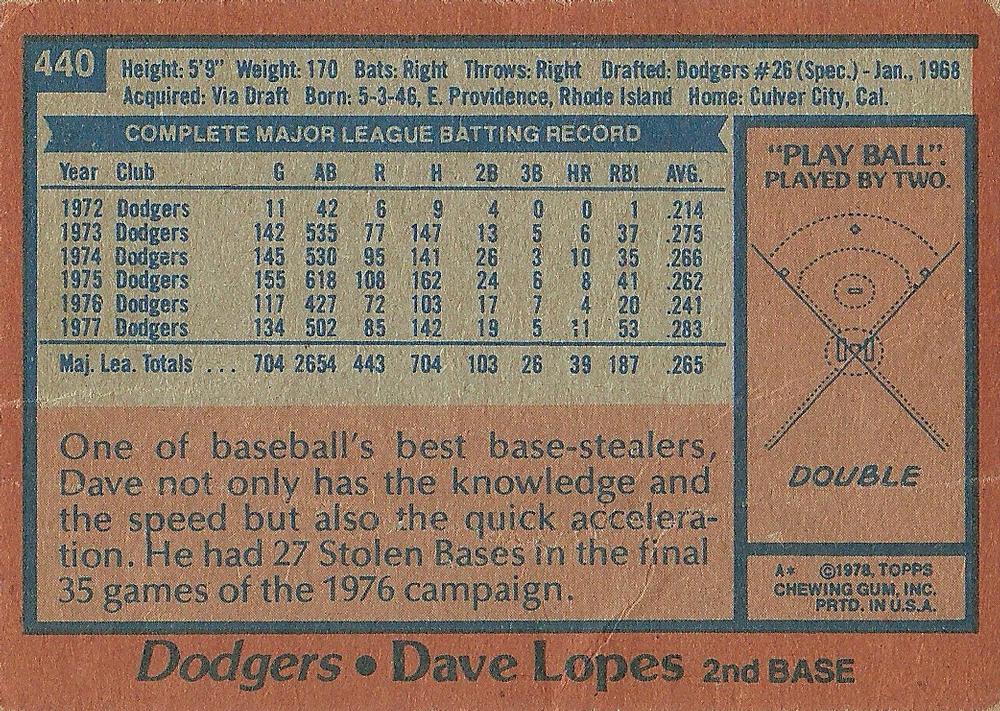 440
Height: 5'9" Weight: 170 Bats: Right Throws: Right Drafted: Dodgers #26 (Spec.) - Jan., 1968
Acquired: Via Draft Born: 5-3-46, E. Providence, Rhode Island Home: Culver City, Cal.
COMPLETE MAJOR LEAGUE BATTING RECORD
Year Club G AB R H 2B 3B HR RBI AVG.
1972 Dodgers 11 42 6 9 4 0 0 1 .214
1973 Dodgers 142 535 77 147 13 5 6 37 .275
1974 Dodgers 145 530 95 141 26 3 10 35 .266
1975 Dodgers 155 618 108 162 24 6 8 41 .262
1976 Dodgers 117 427 72 103 17 7 4 20 .241
1977 Dodgers 134 502 85 142 19 5 11 53 .283
Maj. Lea. Totals ... 704 2654 443 704 103 26 39 187 .265
One of baseball's best base-stealers,
Dave not only has the knowledge and
the speed but also the quick accelera-
tion. He had 27 Stolen Bases in the final
35 games of the 1976 campaign.
"PLAY BALL".
PLAYED BY TWO.
DOUBLE
A* ©1978, TOPPS
CHEWING GUM, INC.
PRTD. IN U.S.A.
Dodgers • Dave Lopes 2nd BASE